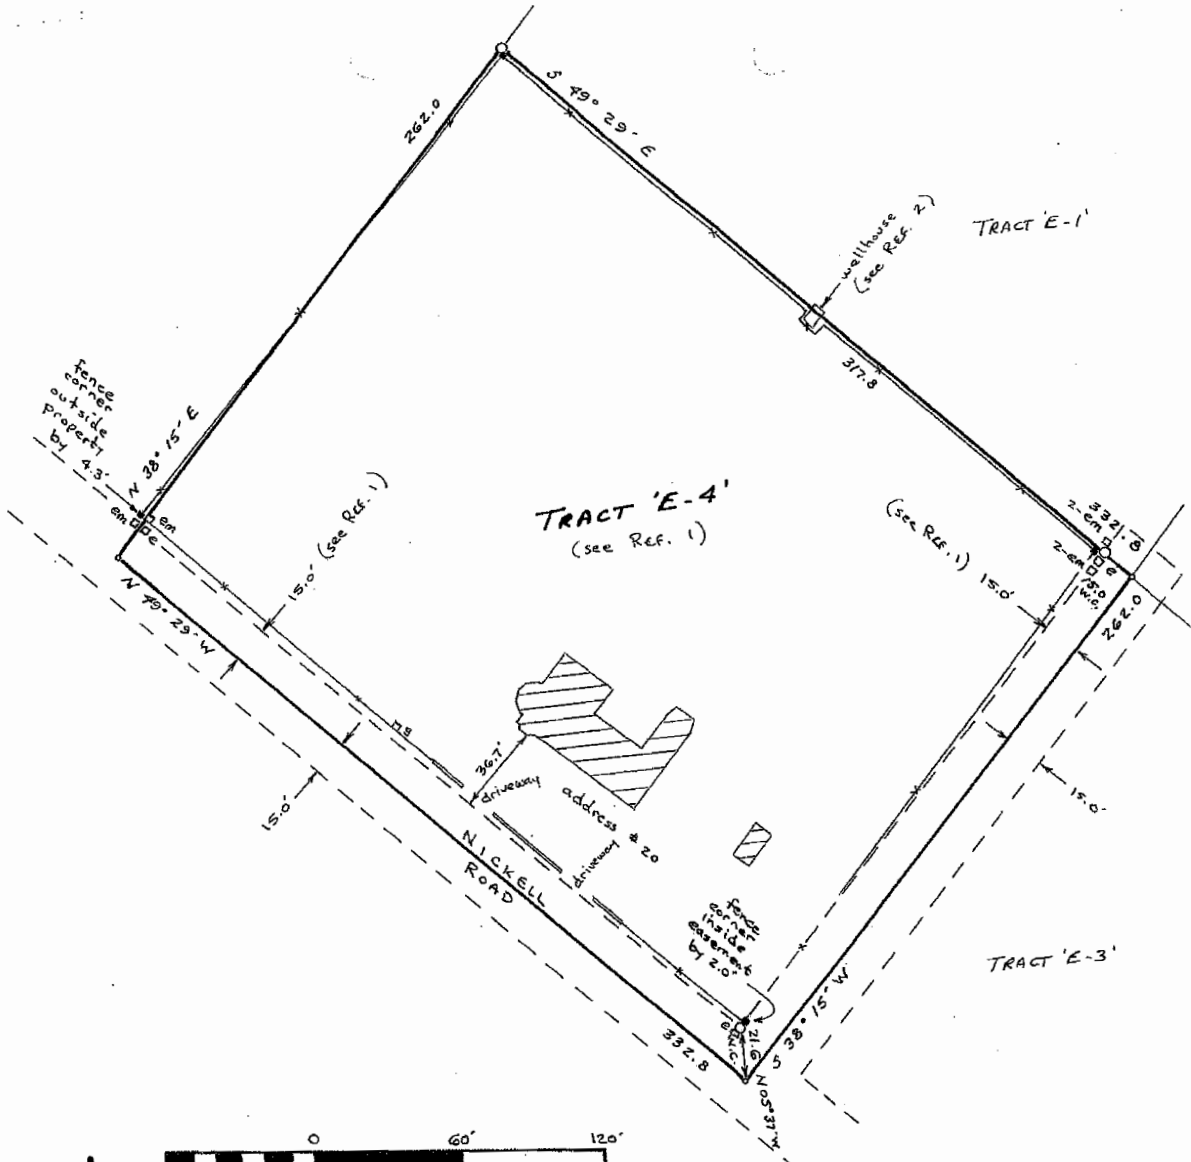 262.0
S 49° 29' E
wellhouse
(see REF. 2)
TRACT 'E-1'
317.8
fence
corner
outside
property
by 4.3'
N 38° 15' E
em
em
e
15.0' (see REF. 1)
TRACT 'E-4'
(see REF. 1)
(see REF. 1) 15.0'
2-em
332.8
2-em
e
15.0
W.C.
262.0
N 49° 29' W
36.7'
driveway
address # 20
driveway
15.0'
15.0'
NICKELL
ROAD
fence
corner
inside
easement
by 2.0'
TRACT 'E-3'
S 38° 15' W
21.6
W.C.
N05°37'W
332.8
0 60' 120'